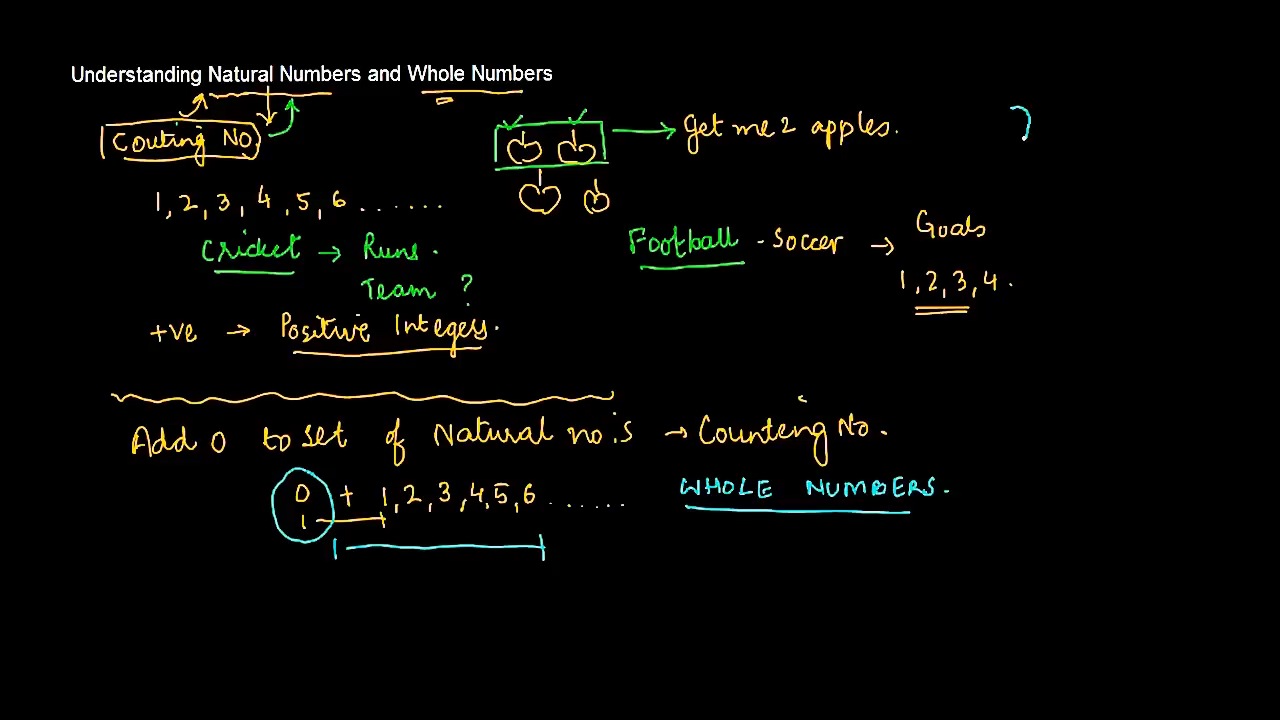 Understanding Natural Numbers and Whole Numbers
Couting NO
Get me 2 apples.
1, 2, 3, 4, 5, 6 . . . . . . .
Cricket → Runs.
Team ?
Football - Soccer → Goals
1, 2, 3, 4.
+ve → Positive Integers.
Add 0 to set of Natural no.s → Counting No.
0 + 1, 2, 3, 4, 5, 6 . . . . . .
WHOLE NUMBERS.